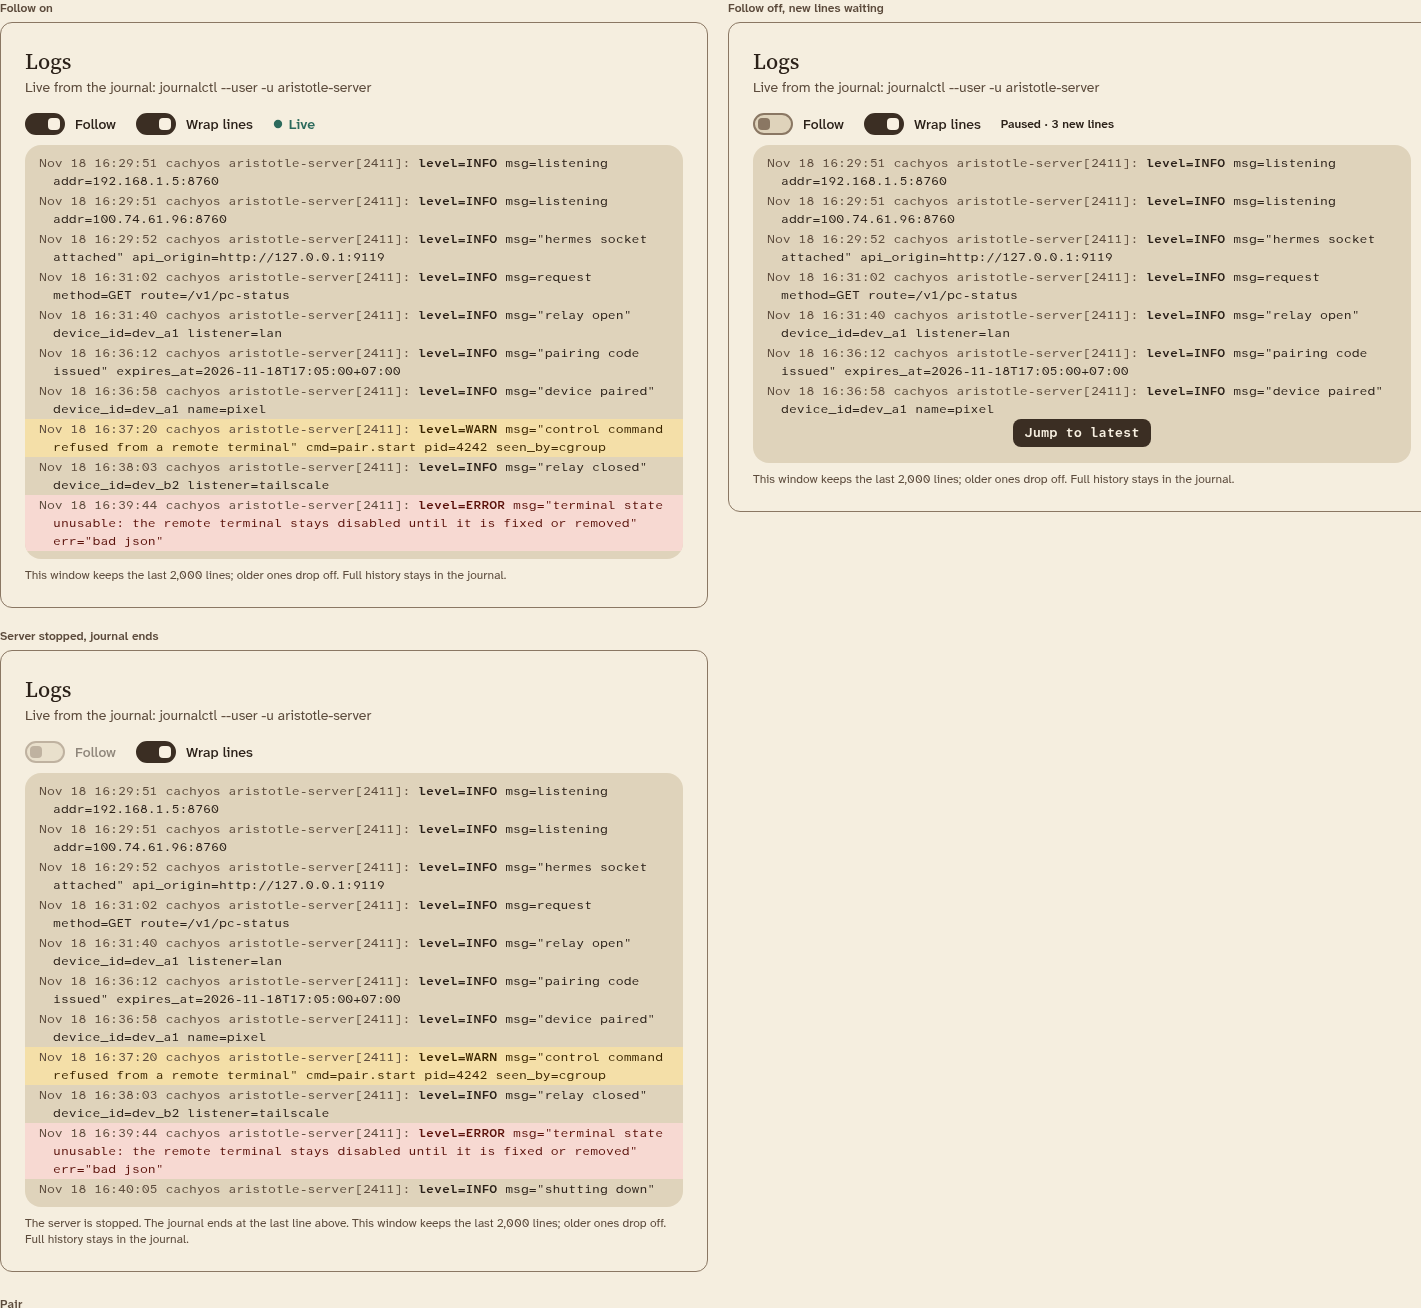 Follow on
Logs
Live from the journal: journalctl --user -u aristotle-server
Follow
Wrap lines
Live
Nov 18 16:29:51 cachyos aristotle-server[2411]: level=INFO msg=listening
addr=192.168.1.5:8760
Nov 18 16:29:51 cachyos aristotle-server[2411]: level=INFO msg=listening
addr=100.74.61.96:8760
Nov 18 16:29:52 cachyos aristotle-server[2411]: level=INFO msg="hermes socket
attached" api_origin=http://127.0.0.1:9119
Nov 18 16:31:02 cachyos aristotle-server[2411]: level=INFO msg=request
method=GET route=/v1/pc-status
Nov 18 16:31:40 cachyos aristotle-server[2411]: level=INFO msg="relay open"
device_id=dev_a1 listener=lan
Nov 18 16:36:12 cachyos aristotle-server[2411]: level=INFO msg="pairing code
issued" expires_at=2026-11-18T17:05:00+07:00
Nov 18 16:36:58 cachyos aristotle-server[2411]: level=INFO msg="device paired"
device_id=dev_a1 name=pixel
Nov 18 16:37:20 cachyos aristotle-server[2411]: level=WARN msg="control command
refused from a remote terminal" cmd=pair.start pid=4242 seen_by=cgroup
Nov 18 16:38:03 cachyos aristotle-server[2411]: level=INFO msg="relay closed"
device_id=dev_b2 listener=tailscale
Nov 18 16:39:44 cachyos aristotle-server[2411]: level=ERROR msg="terminal state
unusable: the remote terminal stays disabled until it is fixed or removed"
err="bad json"
This window keeps the last 2,000 lines; older ones drop off. Full history stays in the journal.
Follow off, new lines waiting
Logs
Live from the journal: journalctl --user -u aristotle-server
Follow
Wrap lines
Paused · 3 new lines
Nov 18 16:29:51 cachyos aristotle-server[2411]: level=INFO msg=listening
addr=192.168.1.5:8760
Nov 18 16:29:51 cachyos aristotle-server[2411]: level=INFO msg=listening
addr=100.74.61.96:8760
Nov 18 16:29:52 cachyos aristotle-server[2411]: level=INFO msg="hermes socket
attached" api_origin=http://127.0.0.1:9119
Nov 18 16:31:02 cachyos aristotle-server[2411]: level=INFO msg=request
method=GET route=/v1/pc-status
Nov 18 16:31:40 cachyos aristotle-server[2411]: level=INFO msg="relay open"
device_id=dev_a1 listener=lan
Nov 18 16:36:12 cachyos aristotle-server[2411]: level=INFO msg="pairing code
issued" expires_at=2026-11-18T17:05:00+07:00
Nov 18 16:36:58 cachyos aristotle-server[2411]: level=INFO msg="device paired"
device_id=dev_a1 name=pixel
Jump to latest
This window keeps the last 2,000 lines; older ones drop off. Full history stays in the journal.
Server stopped, journal ends
Logs
Live from the journal: journalctl --user -u aristotle-server
Follow
Wrap lines
Nov 18 16:29:51 cachyos aristotle-server[2411]: level=INFO msg=listening
addr=192.168.1.5:8760
Nov 18 16:29:51 cachyos aristotle-server[2411]: level=INFO msg=listening
addr=100.74.61.96:8760
Nov 18 16:29:52 cachyos aristotle-server[2411]: level=INFO msg="hermes socket
attached" api_origin=http://127.0.0.1:9119
Nov 18 16:31:02 cachyos aristotle-server[2411]: level=INFO msg=request
method=GET route=/v1/pc-status
Nov 18 16:31:40 cachyos aristotle-server[2411]: level=INFO msg="relay open"
device_id=dev_a1 listener=lan
Nov 18 16:36:12 cachyos aristotle-server[2411]: level=INFO msg="pairing code
issued" expires_at=2026-11-18T17:05:00+07:00
Nov 18 16:36:58 cachyos aristotle-server[2411]: level=INFO msg="device paired"
device_id=dev_a1 name=pixel
Nov 18 16:37:20 cachyos aristotle-server[2411]: level=WARN msg="control command
refused from a remote terminal" cmd=pair.start pid=4242 seen_by=cgroup
Nov 18 16:38:03 cachyos aristotle-server[2411]: level=INFO msg="relay closed"
device_id=dev_b2 listener=tailscale
Nov 18 16:39:44 cachyos aristotle-server[2411]: level=ERROR msg="terminal state
unusable: the remote terminal stays disabled until it is fixed or removed"
err="bad json"
Nov 18 16:40:05 cachyos aristotle-server[2411]: level=INFO msg="shutting down"
The server is stopped. The journal ends at the last line above. This window keeps the last 2,000 lines; older ones drop off.
Full history stays in the journal.
Pair